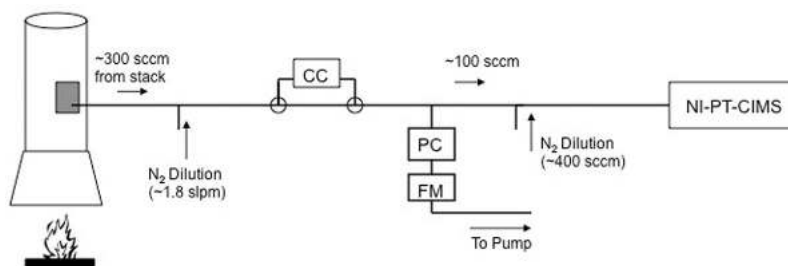 ~300 sccm
from stack
CC
~100 sccm
NI-PT-CIMS
N₂ Dilution
(~1.8 slpm)
PC
FM
N₂ Dilution
(~400 sccm)
To Pump